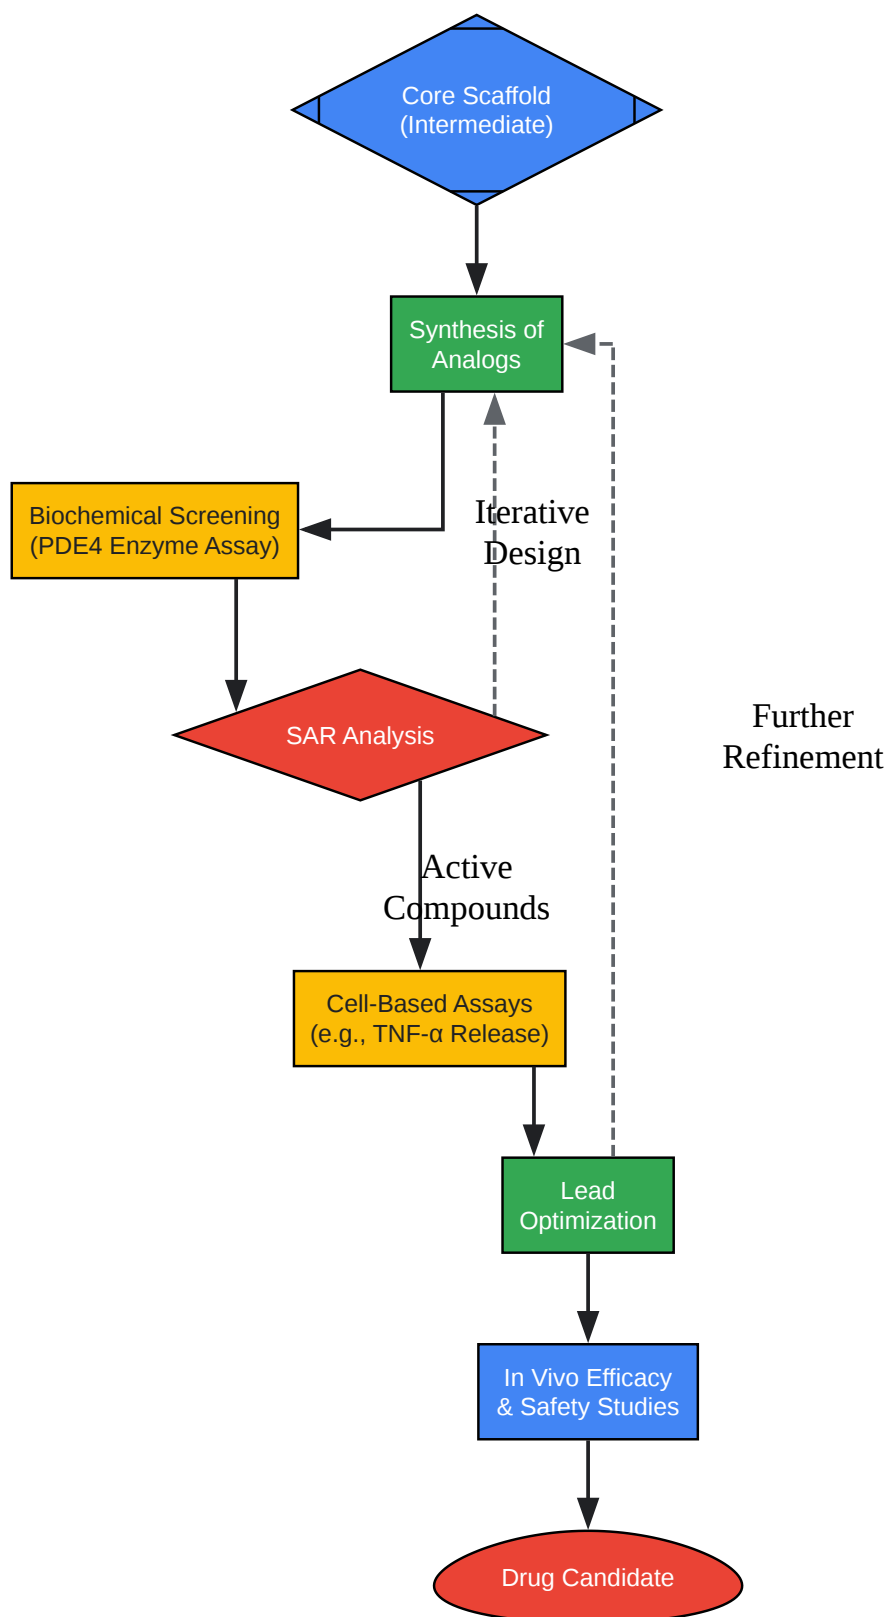 Core Scaffold
(Intermediate)
Synthesis of
Analogs
Biochemical Screening
(PDE4 Enzyme Assay)
Iterative
Design
SAR Analysis
Further
Refinement
Active
Compounds
Cell-Based Assays
(e.g., TNF-α Release)
Lead
Optimization
In Vivo Efficacy
& Safety Studies
Drug Candidate